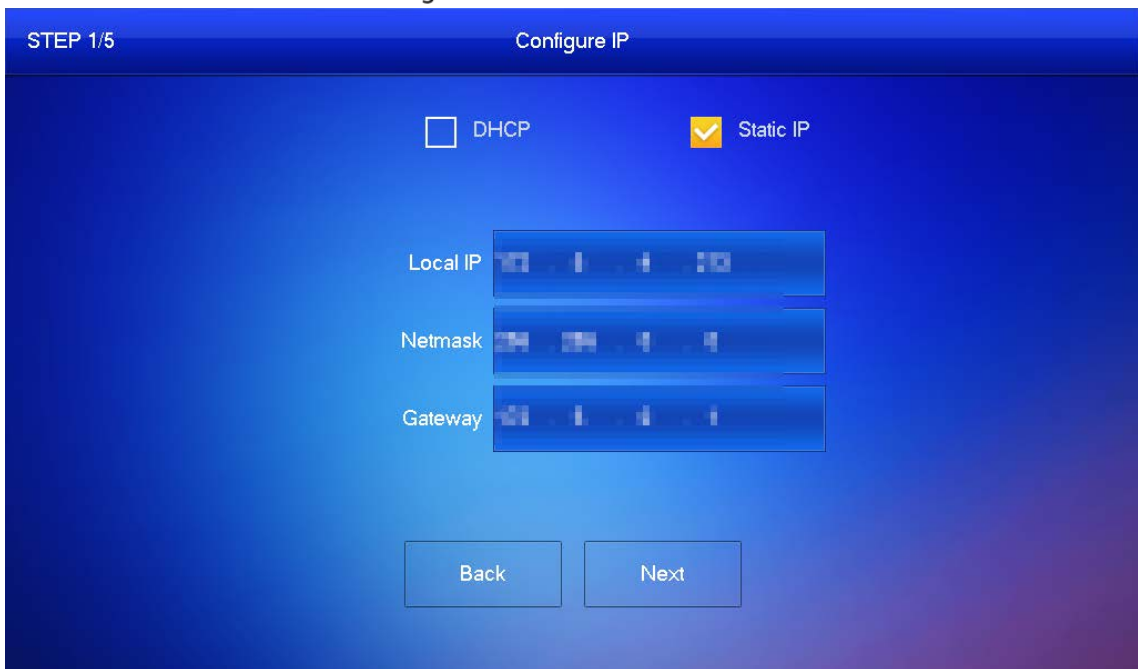 STEP 1/5 Configure IP
DHCP Static IP
Local IP
Netmask
Gateway
Back Next